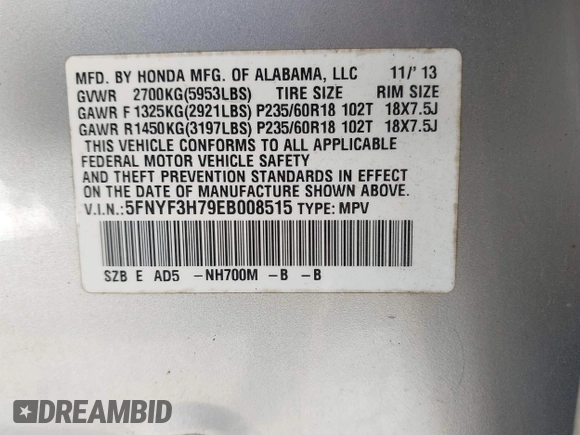 MFD. BY HONDA MFG. OF ALABAMA, LLC 11/'13
GVWR 2700KG(5953LBS) TIRE SIZE RIM SIZE
GAWR F 1325KG(2921LBS) P235/60R18 102T 18X7.5J
GAWR R1450KG(3197LBS) P235/60R18 102T 18X7.5J
THIS VEHICLE CONFORMS TO ALL APPLICABLE
FEDERAL MOTOR VEHICLE SAFETY
AND THEFT PREVENTION STANDARDS IN EFFECT
ON THE DATE OF MANUFACTURE SHOWN ABOVE.
V.I.N.:5FNYF3H79EB008515 TYPE: MPV
SZB E AD5 -NH700M -B -B
DREAMBID